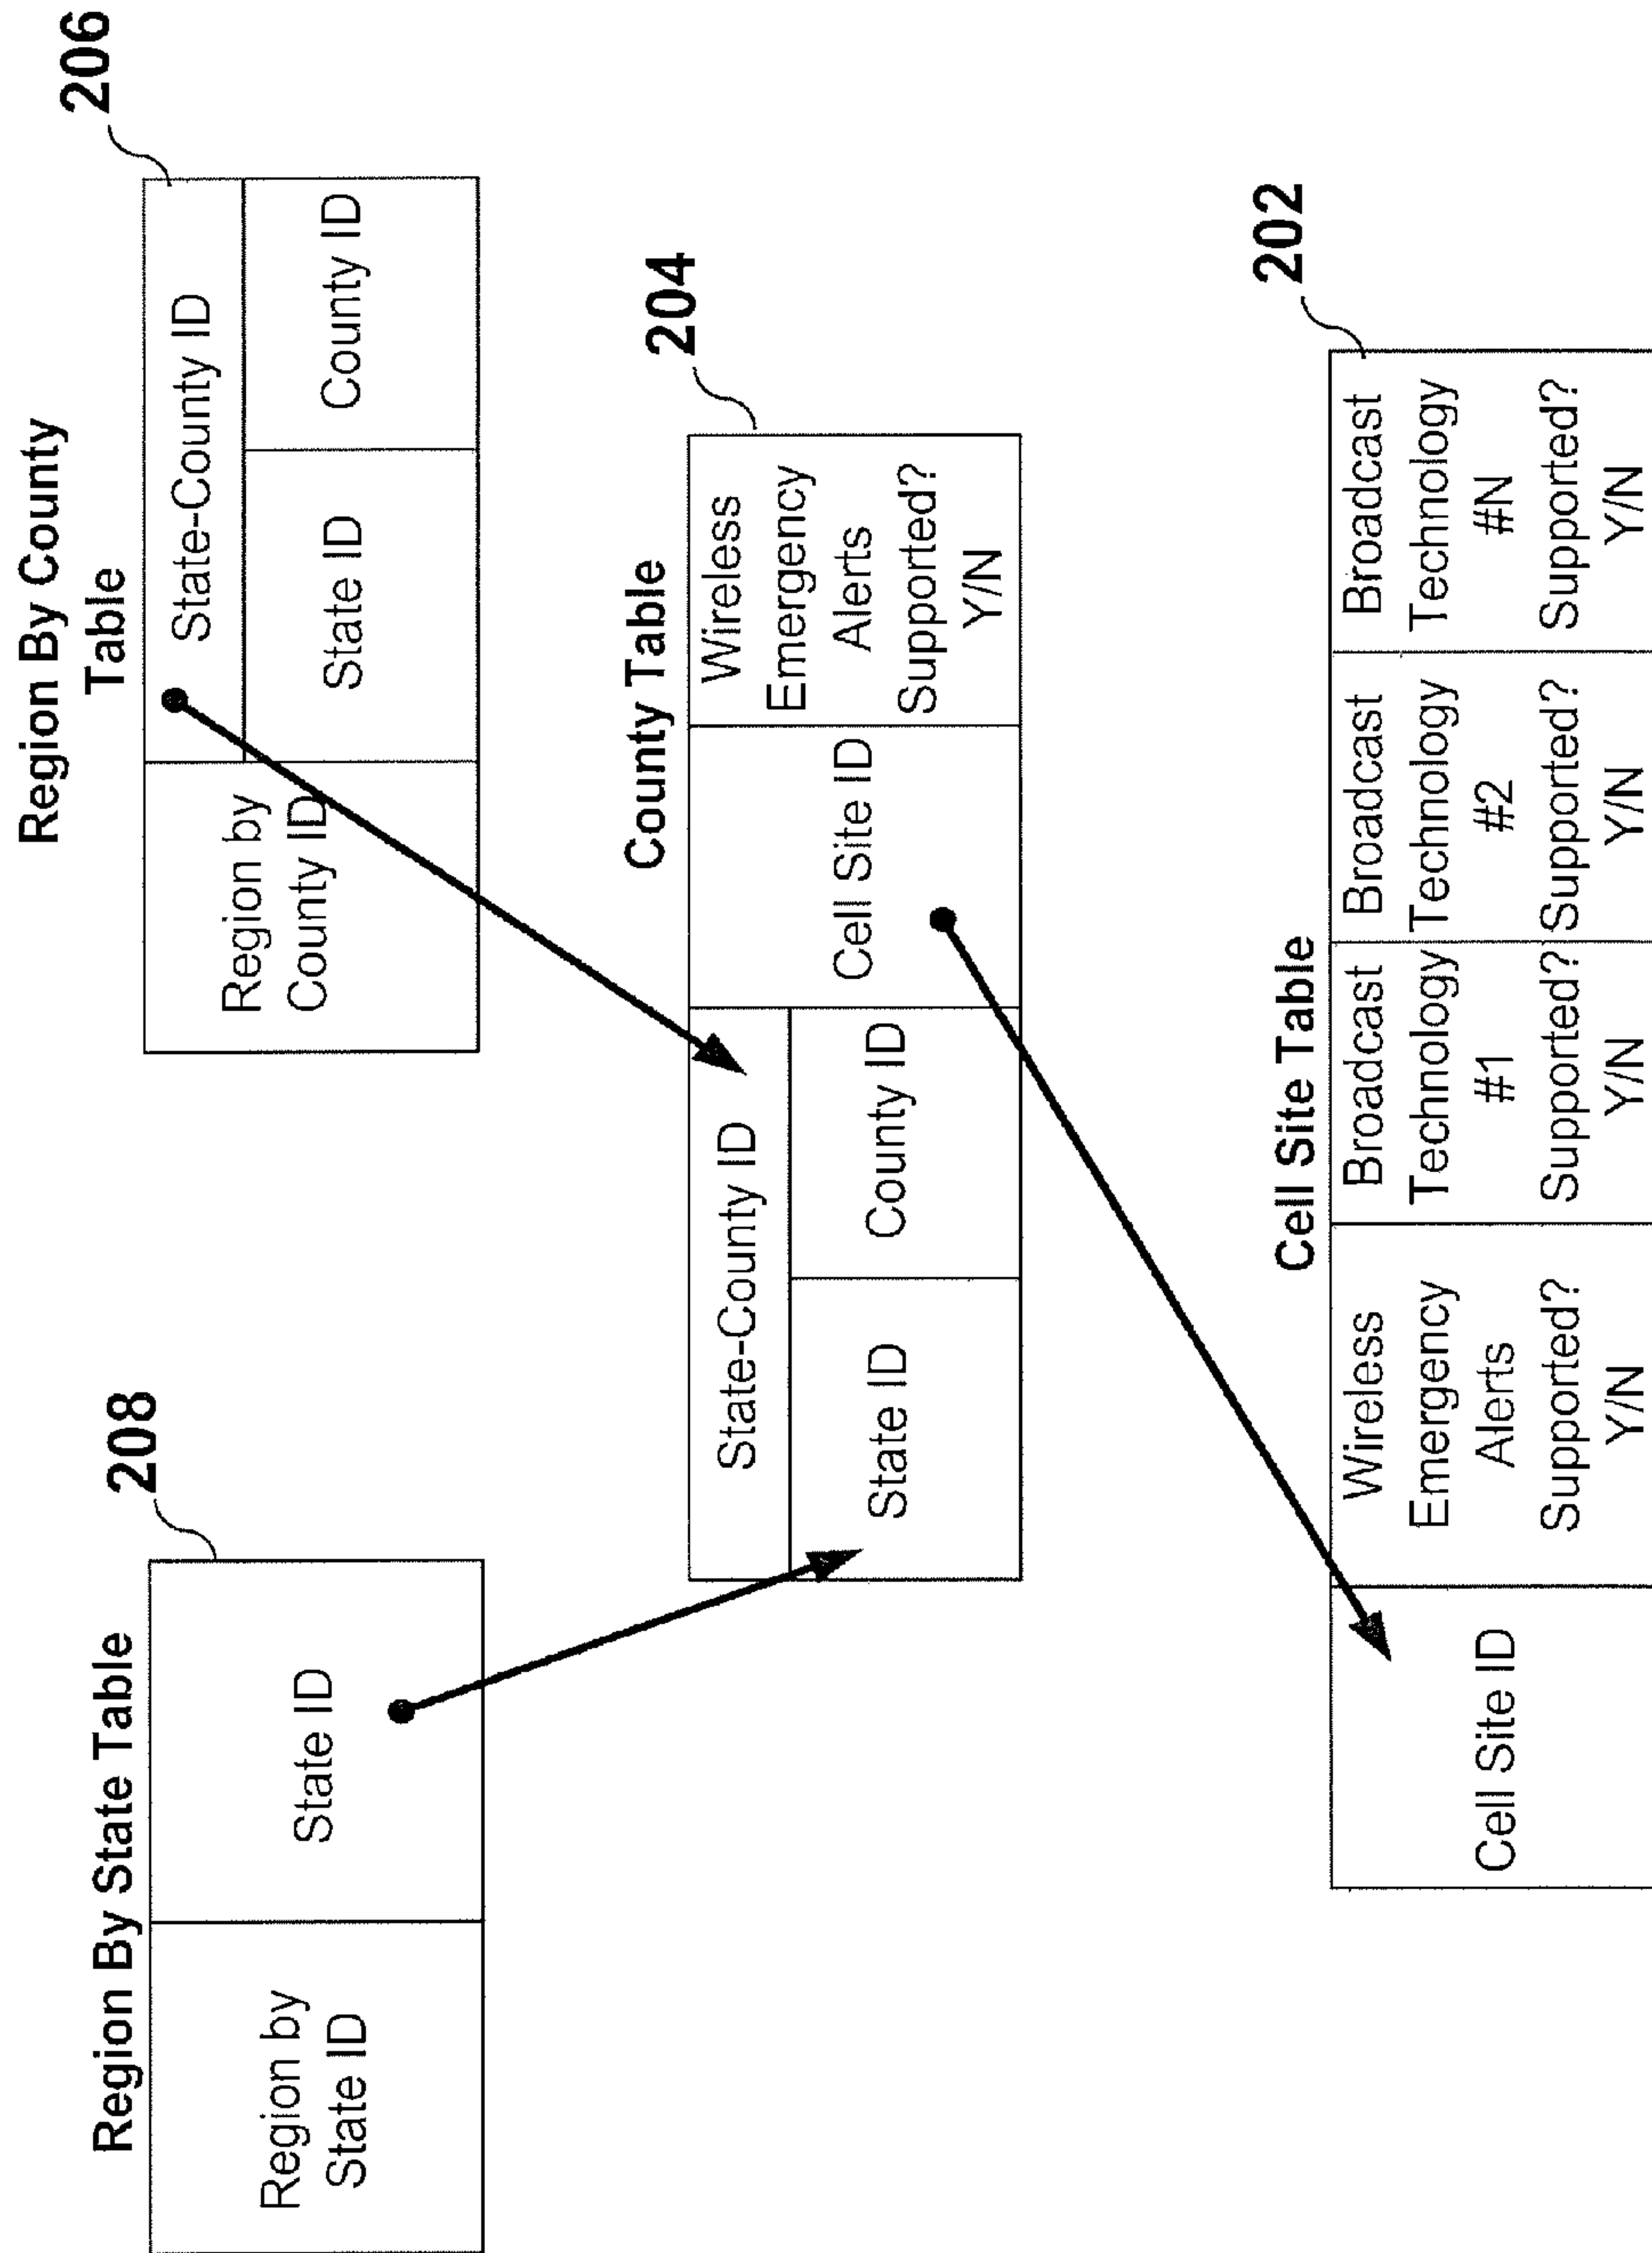 Region By State Table
208
Region by
State ID
State ID
Region By County
Table
206
Region by
County ID
State-County ID
State ID
County ID
County Table
204
State-County ID
State ID
County ID
Cell Site ID
Wireless
Emergency
Alerts
Supported?
Y/N
Cell Site Table
202
Cell Site ID
Wireless
Emergency
Alerts
Supported?
Y/N
Broadcast
Technology
#1
Supported?
Y/N
Broadcast
Technology
#2
Supported?
Y/N
Broadcast
Technology
#N
Supported?
Y/N